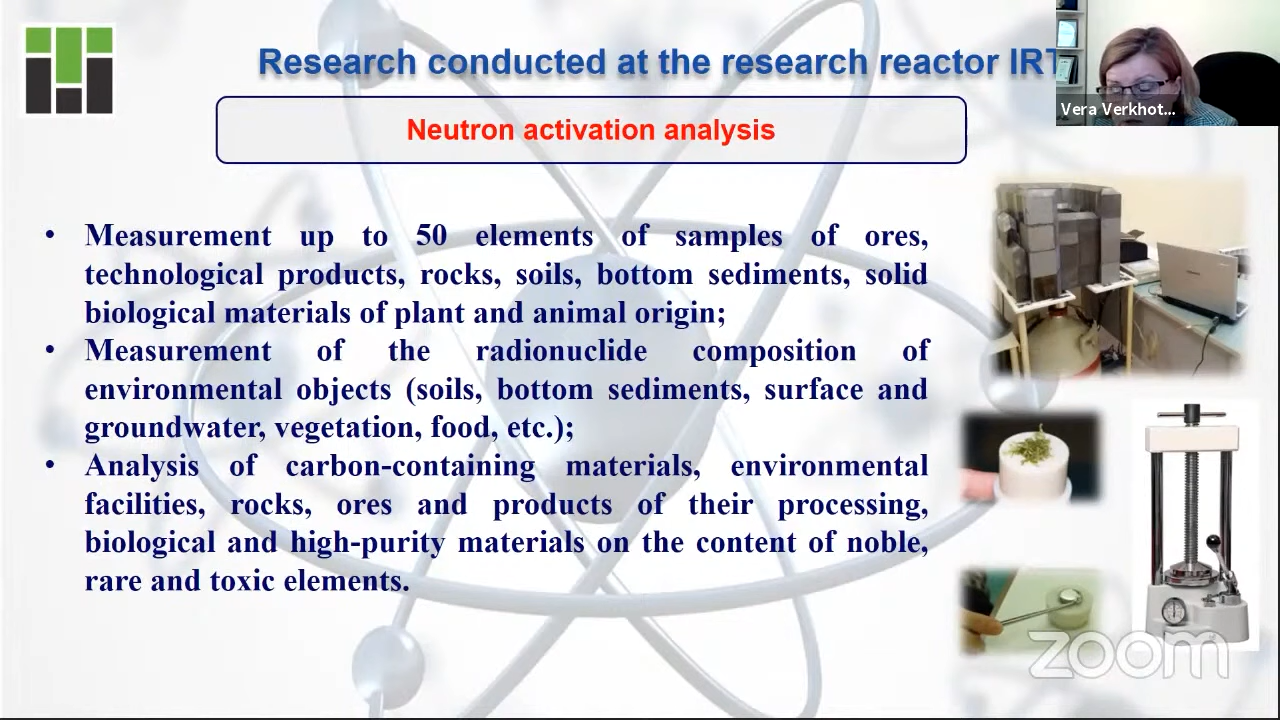 Research conducted at the research reactor IRT
Vera Verkhot...
Neutron activation analysis
• Measurement up to 50 elements of samples of ores,
technological products, rocks, soils, bottom sediments, solid
biological materials of plant and animal origin;
• Measurement of the radionuclide composition of
environmental objects (soils, bottom sediments, surface and
groundwater, vegetation, food, etc.);
• Analysis of carbon-containing materials, environmental
facilities, rocks, ores and products of their processing,
biological and high-purity materials on the content of noble,
rare and toxic elements.
zoom